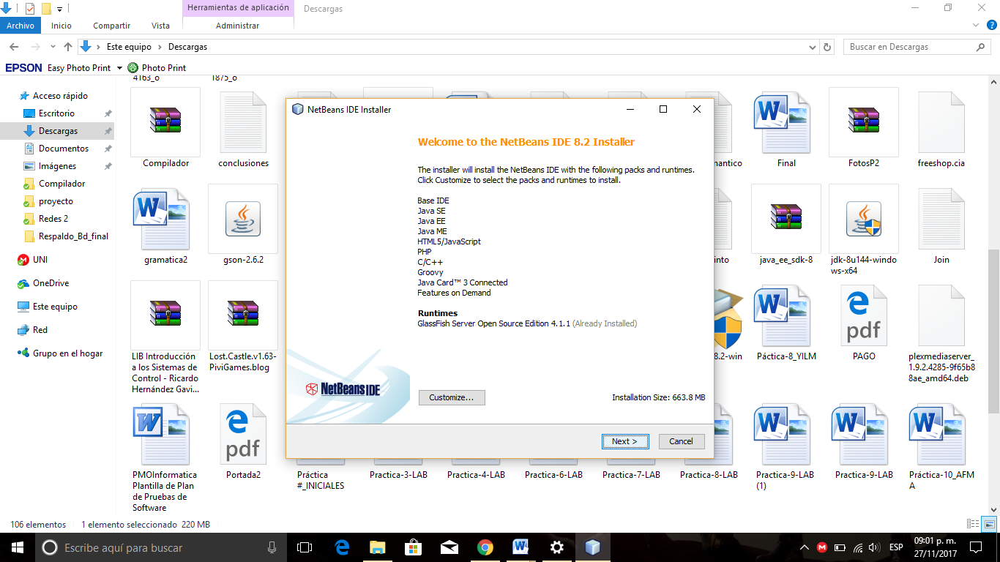 Herramientas de aplicación
Descargas
Archivo
Inicio
Compartir
Vista
Administrar
Este equipo
Descargas
Buscar en Descargas
EPSON
Easy Photo Print
Photo Print
Acceso rápido
Escritorio
Descargas
Documentos
Imágenes
Compilador
proyecto
Redes 2
Respaldo_Bd_final
UNI
OneDrive
Este equipo
Red
Grupo en el hogar
4163_o
1875_o
Compilador
conclusiones
nantico
Final
FotosP2
freeshop.cia
gramatica2
gson-2.6.2
into
java_ee_sdk-8
jdk-8u144-windo
ws-x64
Join
LIB Introducción
a los Sistemas de
Control - Ricardo
Hernández Gavi...
Lost.Castle.v1.63-
PiviGames.blog
8.2-win
Práctica-8_YILM
PAGO
plexmediaserver_
1.9.2.4285-9f65b8
8ae_amd64.deb
PMOInformatica
Plantilla de Plan
de Pruebas de
Software
Portada2
Práctica
#_INICIALES
Practica-3-LAB
Practica-4-LAB
Practica-6-LAB
Practica-7-LAB
Practica-8-LAB
Practica-9-LAB
(1)
Practica-9-LAB
Práctica-10_AFM
A
pdf
pdf
NetBeans IDE Installer
Welcome to the NetBeans IDE 8.2 Installer
The installer will install the NetBeans IDE with the following packs and runtimes.
Click Customize to select the packs and runtimes to install.
Base IDE
Java SE
Java EE
Java ME
HTML5/JavaScript
PHP
C/C++
Groovy
Java Card™ 3 Connected
Features on Demand
Runtimes
GlassFish Server Open Source Edition 4.1.1 (Already Installed)
NetBeans IDE
Customize...
Installation Size: 663.8 MB
Next >
Cancel
106 elementos
1 elemento seleccionado 220 MB
Escribe aquí para buscar
ESP
09:01 p. m.
27/11/2017